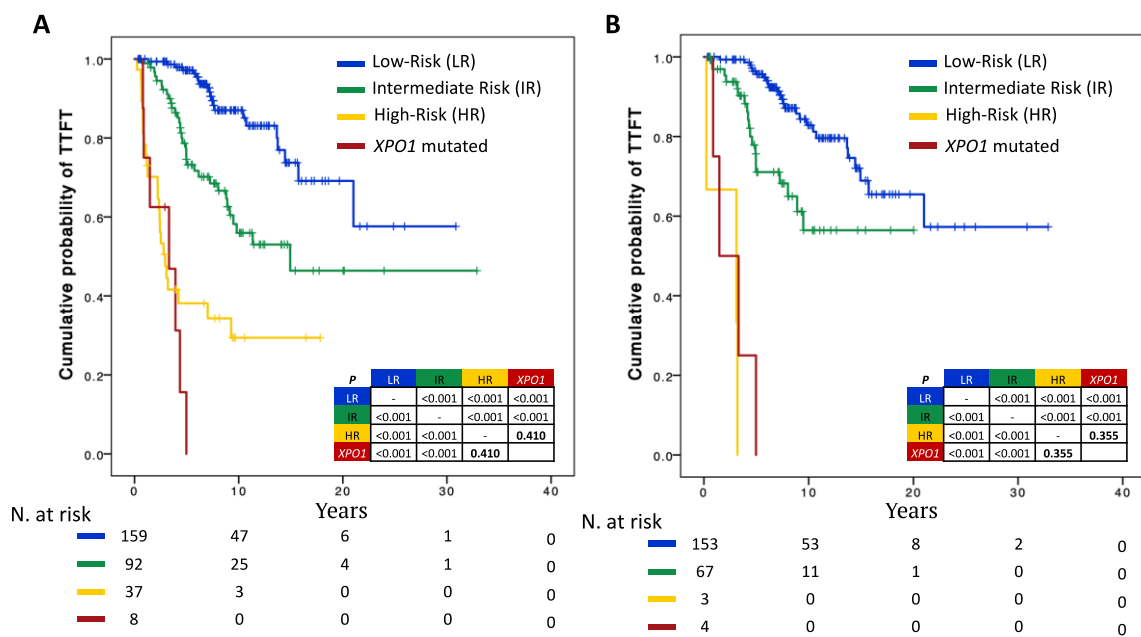 A
Cumulative probability of TTFT
1.0
0.8
0.6
0.4
0.2
0.0
Low-Risk (LR)
Intermediate Risk (IR)
High-Risk (HR)
XPO1 mutated
P LR IR HR XPO1
LR - <0.001 <0.001 <0.001
IR <0.001 - <0.001 <0.001
HR <0.001 <0.001 - 0.410
XPO1 <0.001 <0.001 0.410
0 10 20 30 40
Years
N. at risk
159 47 6 1 0
92 25 4 1 0
37 3 0 0 0
8 0 0 0 0
B
Cumulative probability of TTFT
1.0
0.8
0.6
0.4
0.2
0.0
Low-Risk (LR)
Intermediate Risk (IR)
High-Risk (HR)
XPO1 mutated
P LR IR HR XPO1
LR - <0.001 <0.001 <0.001
IR <0.001 - <0.001 <0.001
HR <0.001 <0.001 - 0.355
XPO1 <0.001 <0.001 0.355
0 10 20 30 40
Years
N. at risk
153 53 8 2 0
67 11 1 0 0
3 0 0 0 0
4 0 0 0 0